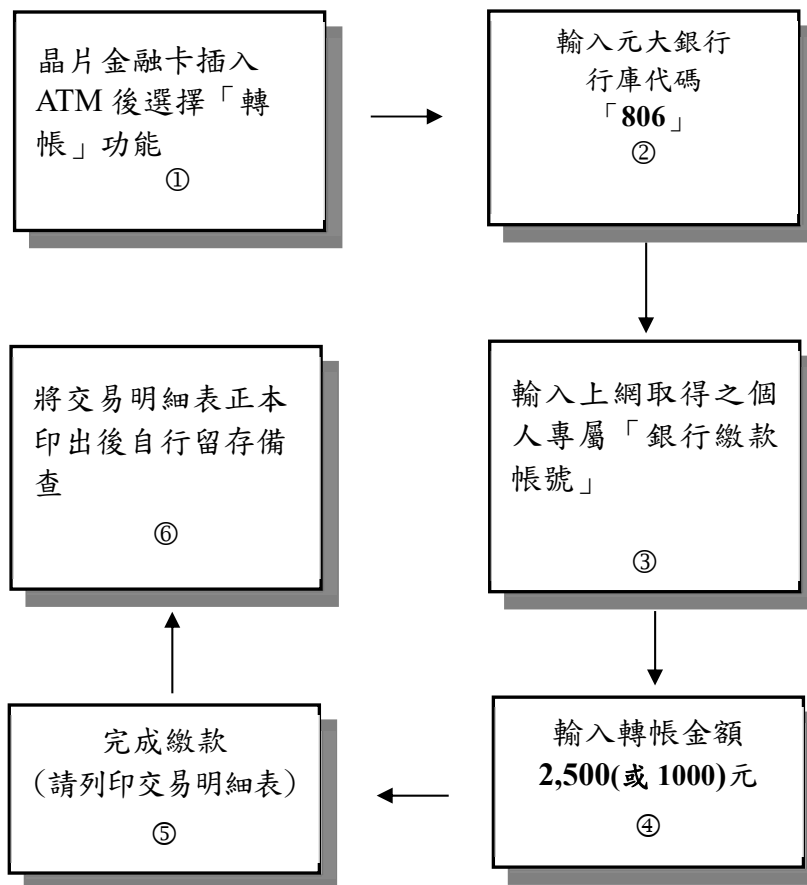 晶片金融卡插入
ATM 後選擇「轉
帳」功能
①
輸入元大銀行
行庫代碼
「806」
②
輸入上網取得之個
人專屬「銀行繳款
帳號」
③
輸入轉帳金額
2,500(或 1000)元
④
完成繳款
(請列印交易明細表)
⑤
將交易明細表正本
印出後自行留存備
查
⑥